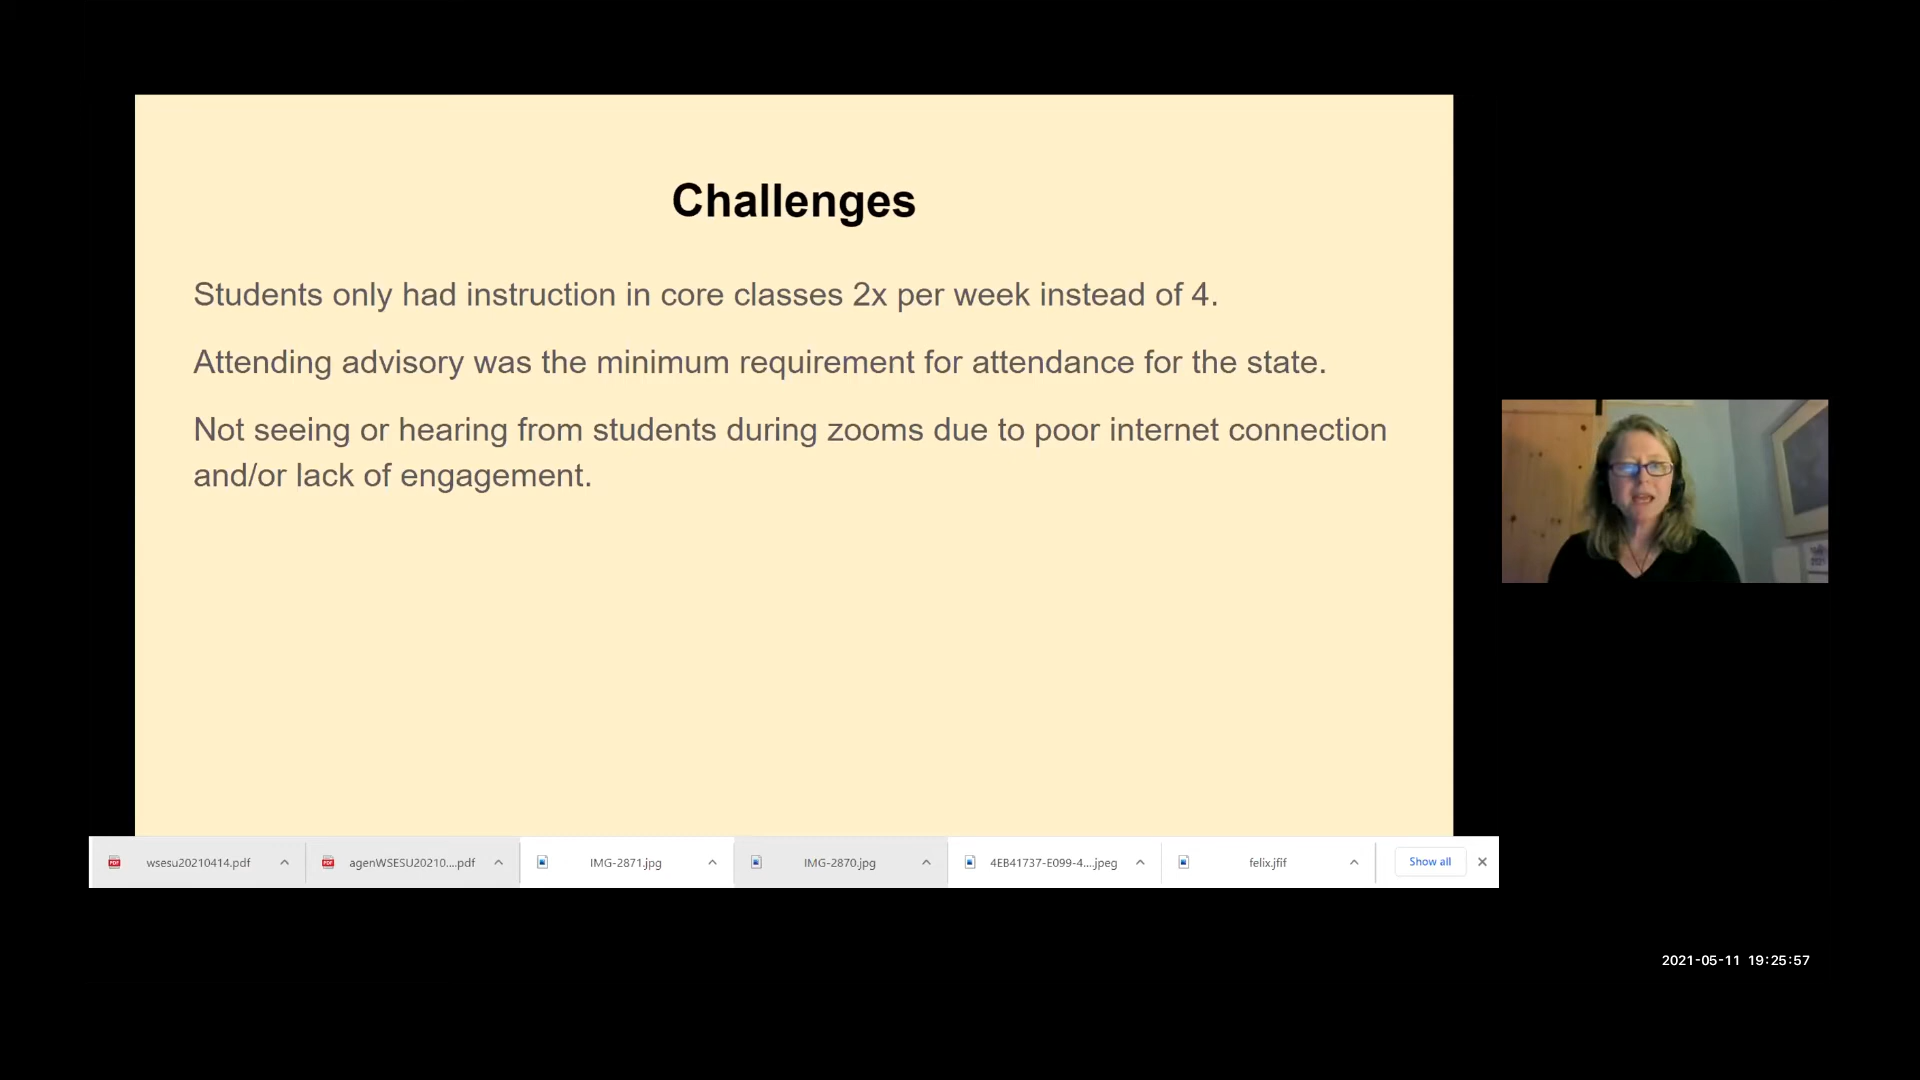 Challenges
Students only had instruction in core classes 2x per week instead of 4.
Attending advisory was the minimum requirement for attendance for the state.
Not seeing or hearing from students during zooms due to poor internet connection
and/or lack of engagement.
wsesu20210414.pdf
agenWSESU20210....pdf
IMG-2871.jpg
IMG-2870.jpg
4EB41737-E099-4....jpeg
felix.jfif
Show all
2021-05-11 19:25:57